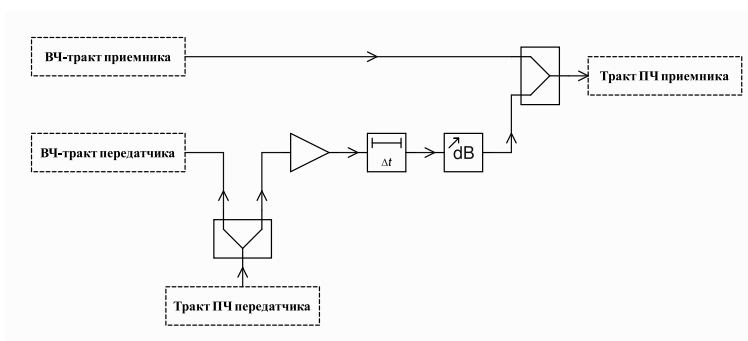 ВЧ-тракт приемника
Тракт ПЧ приемника
ВЧ-тракт передатчика
Δt
dB
Тракт ПЧ передатчика